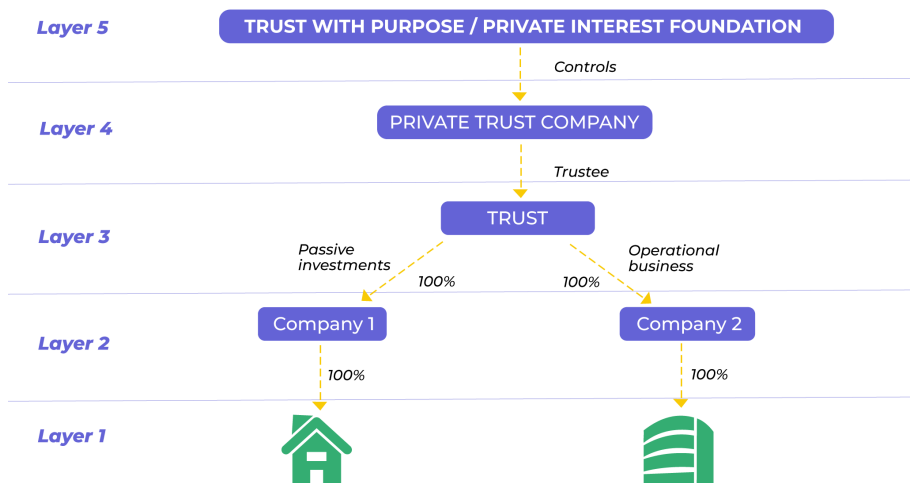 Layer 5
TRUST WITH PURPOSE / PRIVATE INTEREST FOUNDATION
Controls
Layer 4
PRIVATE TRUST COMPANY
Trustee
Layer 3
TRUST
Passive
investments
Operational
business
100%
100%
Layer 2
Company 1
Company 2
100%
100%
Layer 1